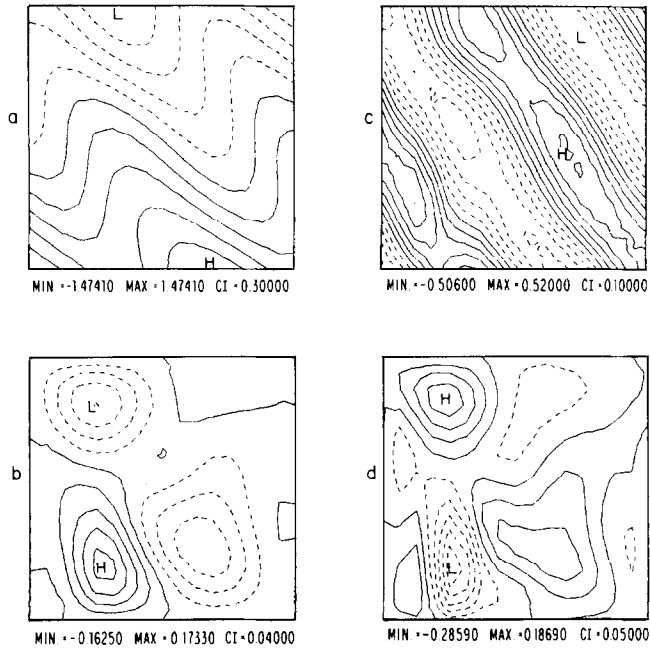 L
a
H
MIN =-1.47410 MAX =1.47410 CI =0.30000
L
c
H
MIN. =-0.50600 MAX =0.52000 CI =0.10000
L
b
H
MIN. =-0.16250 MAX =0.17330 CI =0.04000
H
d
L
MIN. =-0.28590 MAX =0.18690 CI =0.05000